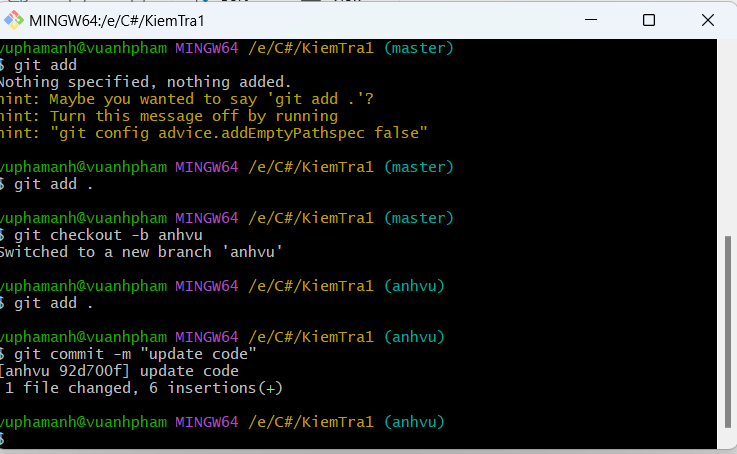 MINGW64:/e/C#/KiemTra1
vuphamanh@vuanhpham MINGW64 /e/C#/KiemTra1 (master)
$ git add
Nothing specified, nothing added.
hint: Maybe you wanted to say 'git add .'?
hint: Turn this message off by running
hint: "git config advice.addEmptyPathspec false"
vuphamanh@vuanhpham MINGW64 /e/C#/KiemTra1 (master)
$ git add .
vuphamanh@vuanhpham MINGW64 /e/C#/KiemTra1 (master)
$ git checkout -b anhvu
Switched to a new branch 'anhvu'
vuphamanh@vuanhpham MINGW64 /e/C#/KiemTra1 (anhvu)
$ git add .
vuphamanh@vuanhpham MINGW64 /e/C#/KiemTra1 (anhvu)
$ git commit -m "update code"
[anhvu 92d700f] update code
1 file changed, 6 insertions(+)
vuphamanh@vuanhpham MINGW64 /e/C#/KiemTra1 (anhvu)
$